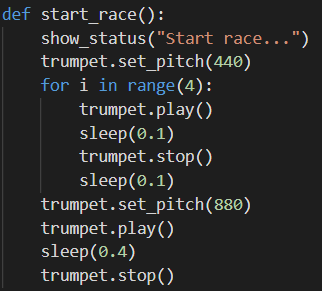 def start_race():
    show_status("Start race...")
    trumpet.set_pitch(440)
    for i in range(4):
        trumpet.play()
        sleep(0.1)
        trumpet.stop()
        sleep(0.1)
    trumpet.set_pitch(880)
    trumpet.play()
    sleep(0.4)
    trumpet.stop()